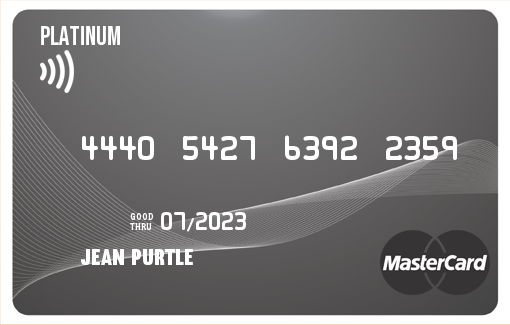 PLATINUM
4440 5427 6392 2359
GOOD THRU 07/2023
JEAN PURTLE
MasterCard